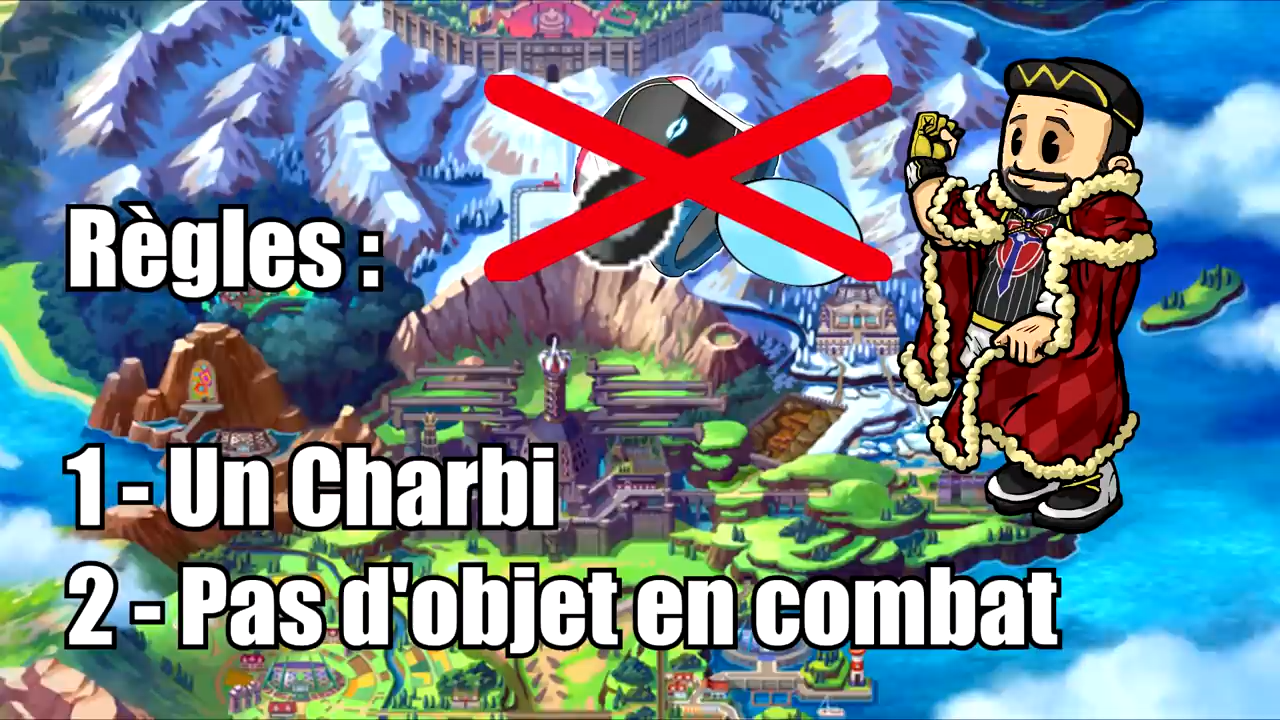 Règles :
1 - Un Charbi
2 - Pas d'objet en combat